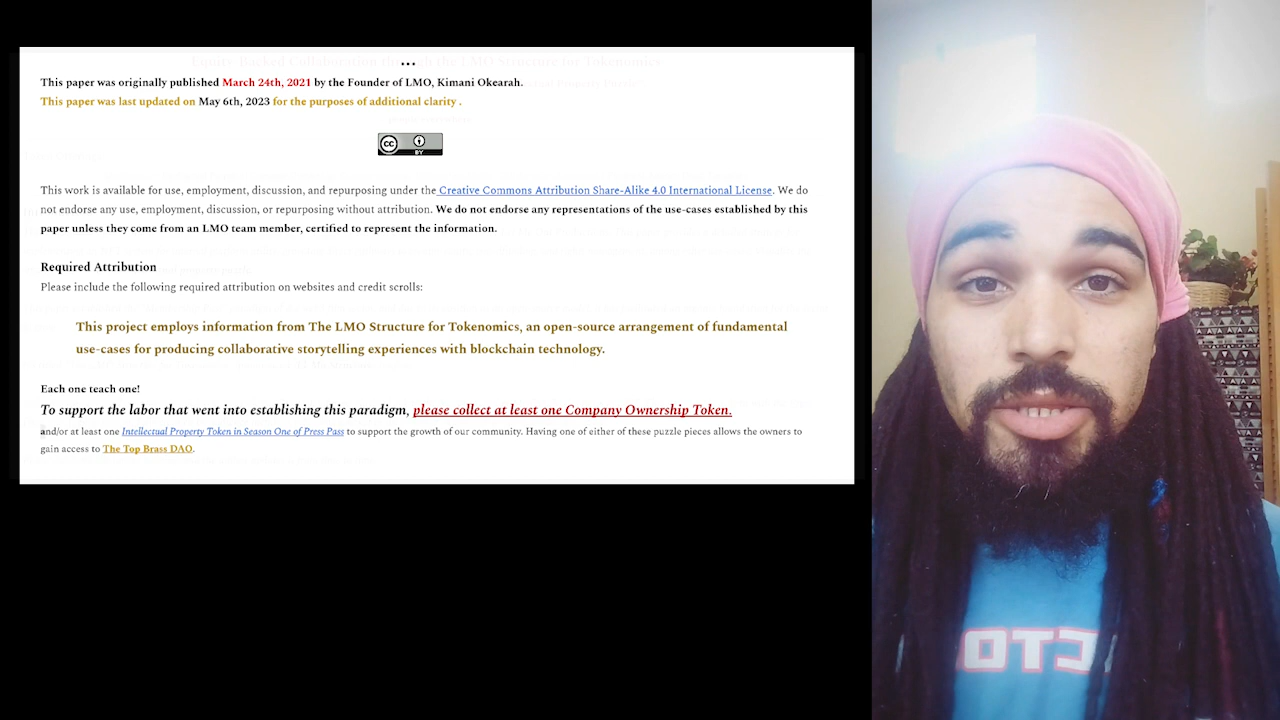 ...
This paper was originally published March 24th, 2021 by the Founder of LMO, Kimani Okearah.
This paper was last updated on May 6th, 2023 for the purposes of additional clarity .
cc
BY
This work is available for use, employment, discussion, and repurposing under the Creative Commons Attribution Share-Alike 4.0 International License. We do
not endorse any use, employment, discussion, or repurposing without attribution. We do not endorse any representations of the use-cases established by this
paper unless they come from an LMO team member, certified to represent the information.
Required Attribution
Please include the following required attribution on websites and credit scrolls:
This project employs information from The LMO Structure for Tokenomics, an open-source arrangement of fundamental
use-cases for producing collaborative storytelling experiences with blockchain technology.
Each one teach one!
To support the labor that went into establishing this paradigm, please collect at least one Company Ownership Token.
and/or at least one Intellectual Property Token in Season One of Press Pass to support the growth of our community. Having one of either of these puzzle pieces allows the owners to
gain access to The Top Brass DAO.